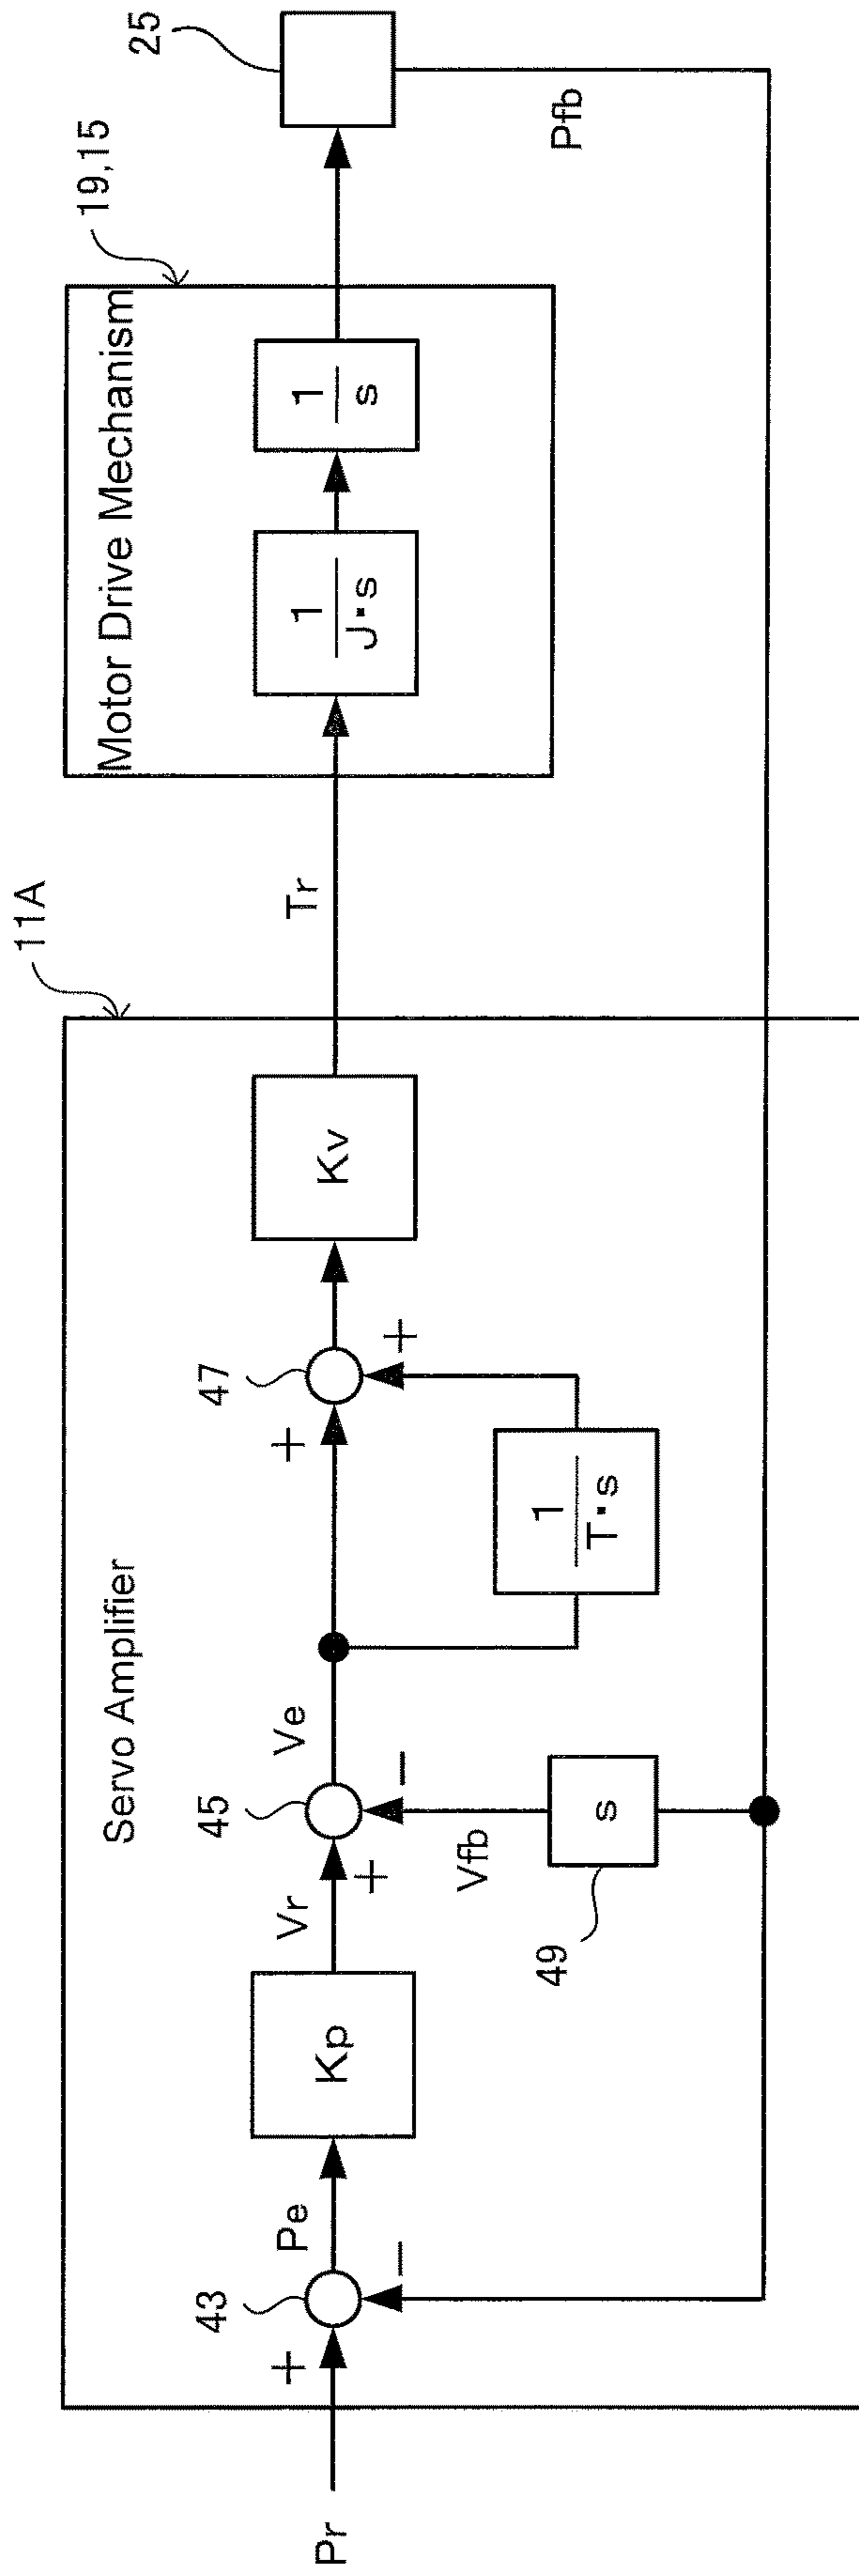 11A
19,15
25
Servo Amplifier
Motor Drive Mechanism
Pr
+
43
−
Pe
Kp
Vr
+
45
−
Ve
Vfb
s
49
+
47
+
1
T·s
Kv
Tr
1
J·s
1
s
Pfb